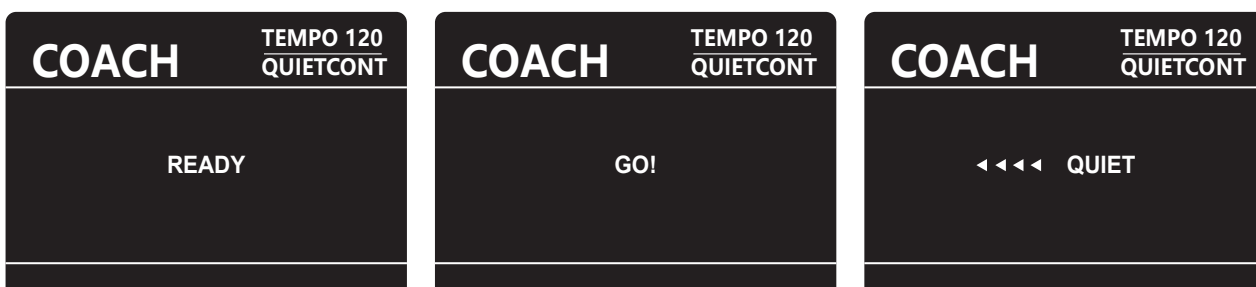 COACH
TEMPO 120
QUIETCONT
READY
COACH
TEMPO 120
QUIETCONT
GO!
COACH
TEMPO 120
QUIETCONT
QUIET